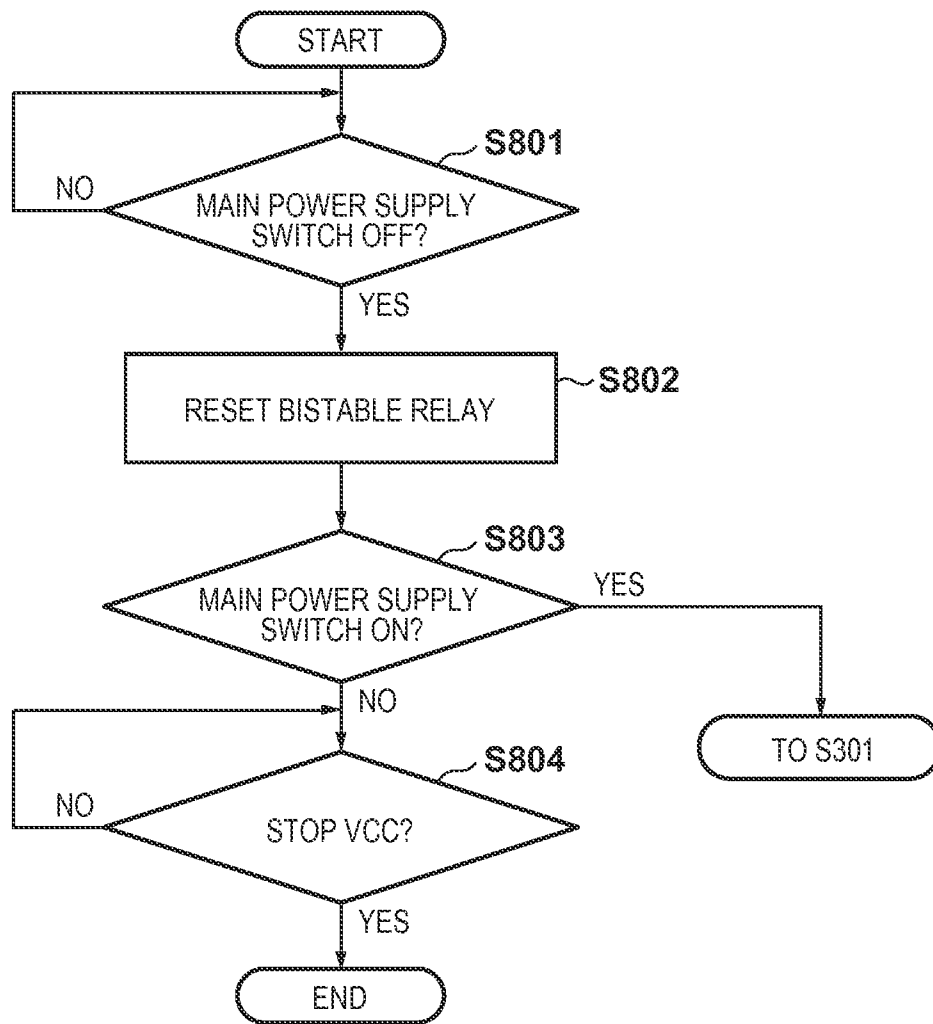 START
S801
NO
MAIN POWER SUPPLY
SWITCH OFF?
YES
S802
RESET BISTABLE RELAY
S803
YES
MAIN POWER SUPPLY
SWITCH ON?
NO
TO S301
S804
NO
STOP VCC?
YES
END